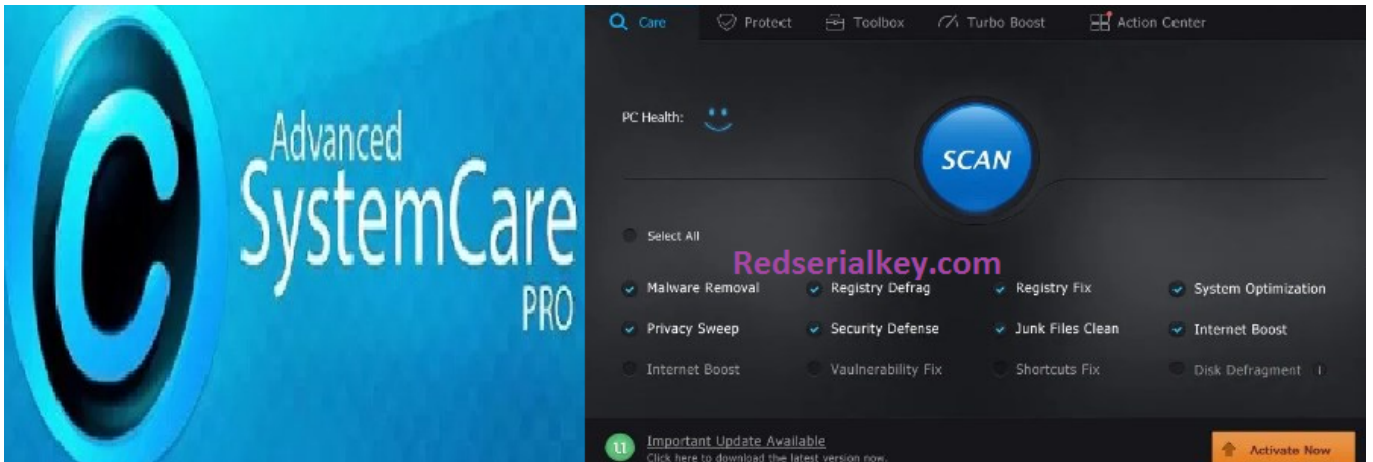 Advanced
SystemCare
PRO
Care Protect Toolbox Turbo Boost Action Center
PC Health:
SCAN
Select All
Redserialkey.com
Malware Removal Registry Defrag Registry Fix System Optimization
Privacy Sweep Security Defense Junk Files Clean Internet Boost
Internet Boost Vaulnerability Fix Shortcuts Fix Disk Defragment
Important Update Available
Click here to download the latest version now.
Activate Now